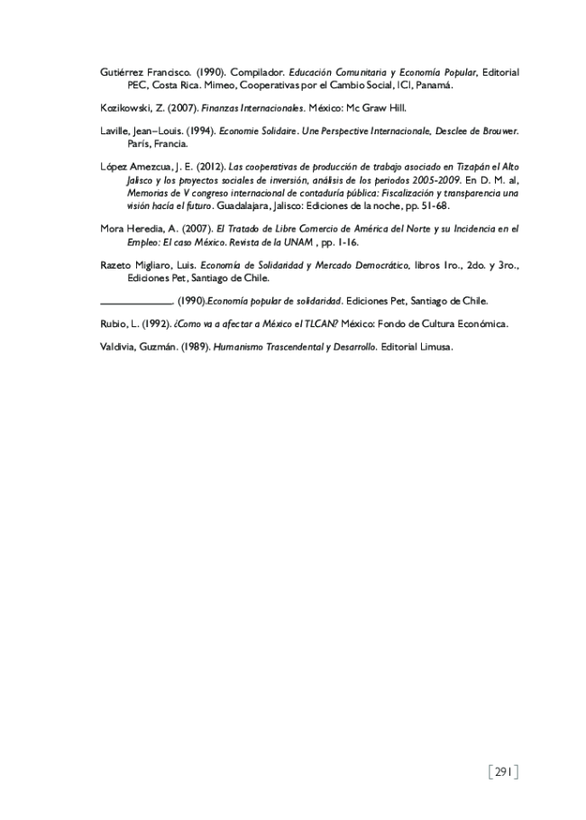 Gutiérrez Francisco. (1990). Compilador. Educación Comunitaria y Economía Popular, Editorial
PEC, Costa Rica. Mimeo, Cooperativas por el Cambio Social, ICI, Panamá.
Kozikowski, Z. (2007). Finanzas Internacionales. México: Mc Graw Hill.
Laville, Jean–Louis. (1994). Economie Solidaire. Une Perspective Internacionale, Desclee de Brouwer.
París, Francia.
López Amezcua, J. E. (2012). Las cooperativas de producción de trabajo asociado en Tizapán el Alto
Jalisco y los proyectos sociales de inversión, análisis de los periodos 2005-2009. En D. M. al,
Memorias de V congreso internacional de contaduría pública: Fiscalización y transparencia una
visión hacía el futuro. Guadalajara, Jalisco: Ediciones de la noche, pp. 51-68.
Mora Heredia, A. (2007). El Tratado de Libre Comercio de América del Norte y su Incidencia en el
Empleo: El caso México. Revista de la UNAM , pp. 1-16.
Razeto Migliaro, Luis. Economía de Solidaridad y Mercado Democrático, libros 1ro., 2do. y 3ro.,
Ediciones Pet, Santiago de Chile.
______________. (1990).Economía popular de solidaridad. Ediciones Pet, Santiago de Chile.
Rubio, L. (1992). ¿Como va a afectar a México el TLCAN? México: Fondo de Cultura Económica.
Valdivia, Guzmán. (1989). Humanismo Trascendental y Desarrollo. Editorial Limusa.
[291]